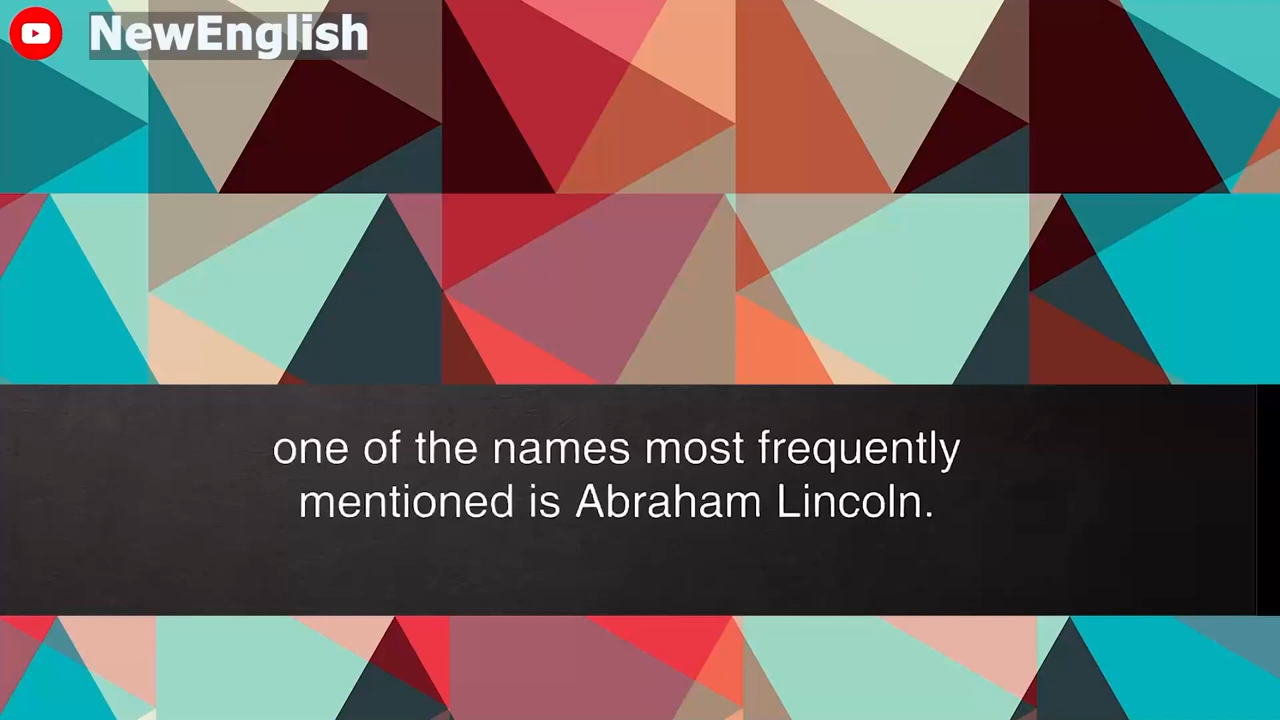 NewEnglish
one of the names most frequently
mentioned is Abraham Lincoln.